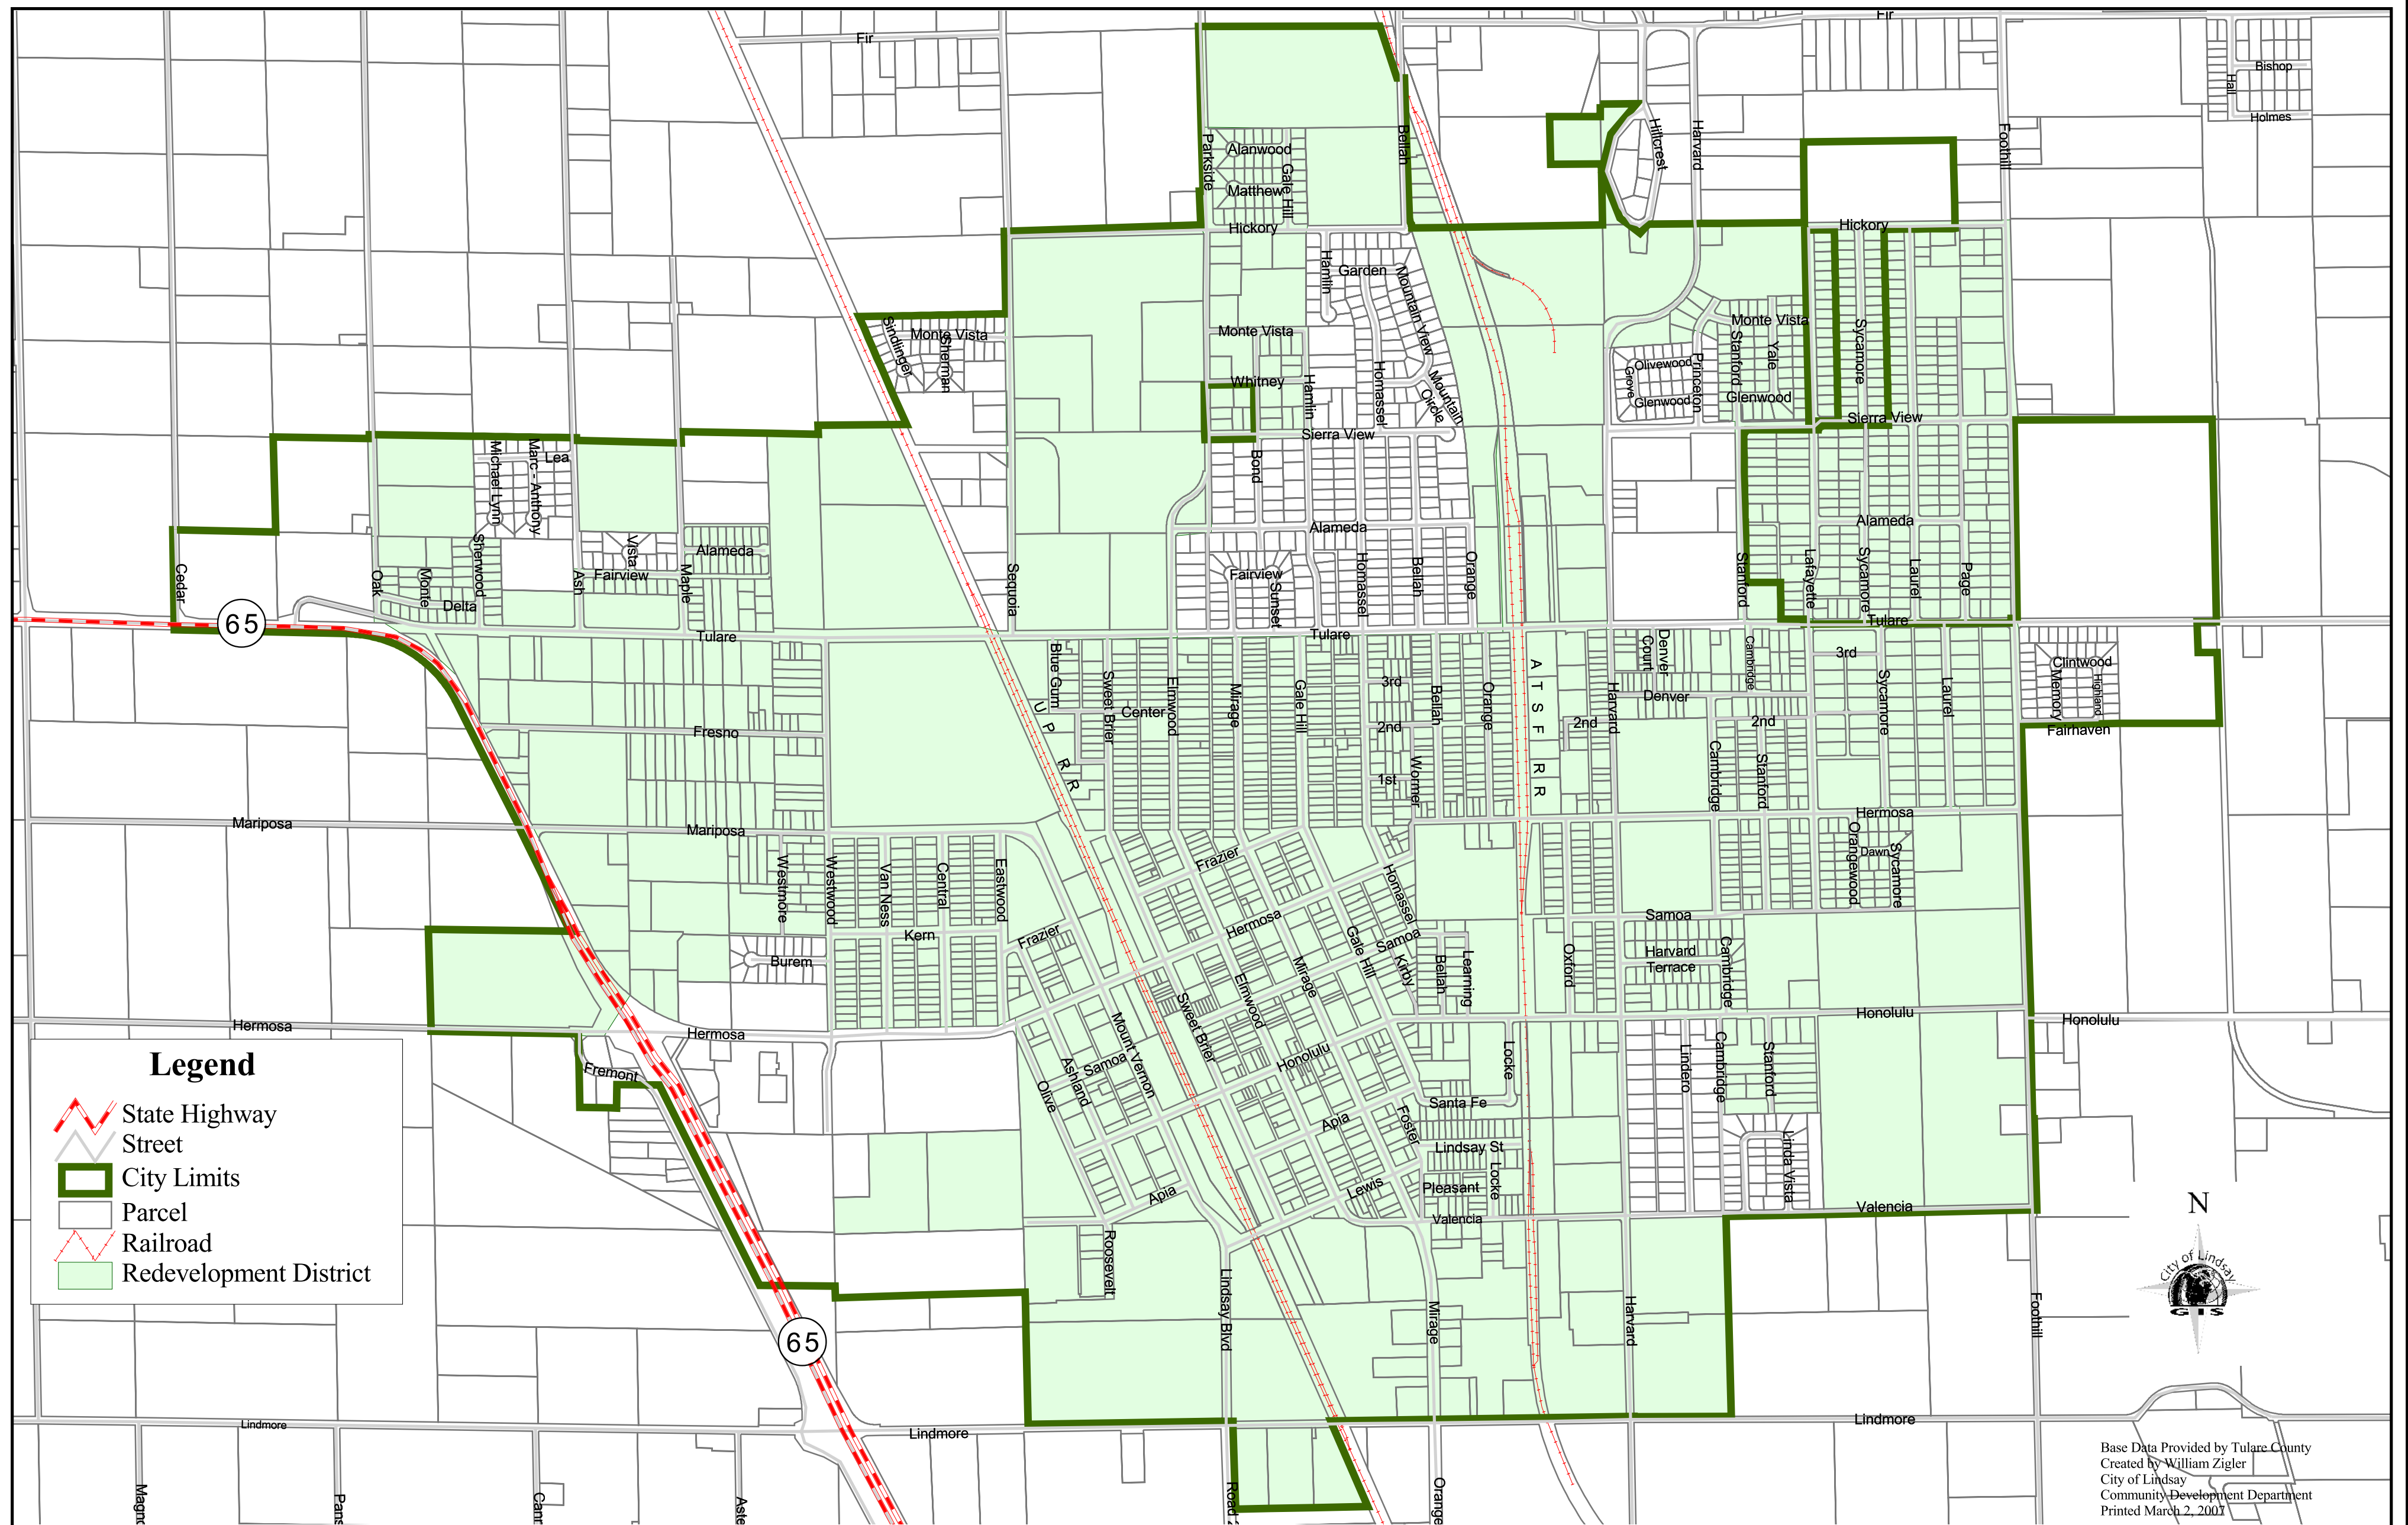 Fir
Fir
Bishop
Hall
Holmes
Parkside
Alanwood
Gale Hill
Matthew
Bellah
Hillcrest
Harvard
Foothill
Hickory
Hickory
Hamlin
Garden
Mountain View
Sindlinger
Monte Vista
Sherman
Monte Vista
Whitney
Hamlin
Homassel
Mountain
Circle
Monte Vista
Stanford
Yale
Olivewood
Grove
Princeton
Glenwood
Glenwood
Sycamore
Sierra View
Sierra View
Michael Lynn
Marc - Anthony
Lea
Bond
Alameda
Alameda
Alameda
Cedar
Oak
Monte
Sherwood
Delta
Ash
Vista
Fairview
Maple
Sequoia
Fairview
Sunset
Homassel
Bellah
Orange
Stanford
Lafayette
Sycamore
Laurel
Page
65
Tulare
Tulare
Tulare
Blue Gum
Sweet Brier
Center
Elmwood
Mirage
Gale Hill
3rd
2nd
1st
Bellah
Wormer
Orange
A T S F R R
U P R R
2nd
Harvard
Court
Denver
Denver
Cambridge
3rd
2nd
Cambridge
Stanford
Sycamore
Laurel
Clintwood
Memory
Highland
Fairhaven
Fresno
Mariposa
Mariposa
Hermosa
Westmore
Westwood
Van Ness
Central
Eastwood
Kern
Burem
Frazier
Frazier
Hermosa
Homassel
Samoa
Gale Hill
Kirby
Bellah
Learning
Mirage
Elmwood
Sweet Brier
Mount Vernon
Honolulu
Samoa
Ashland
Olive
Apia
Apia
Foster
Lewis
Orangewood
Dawn
Sycamore
Samoa
Harvard
Terrace
Cambridge
Oxford
Honolulu
Honolulu
Hermosa
Hermosa
Fremont
Locke
Santa Fe
Lindsay St
Locke
Pleasant
Valencia
Lindero
Cambridge
Stanford
Linda Vista
Valencia
Roosevelt
Lindsay Blvd
Mirage
Harvard
Foothill
65
Lindmore
Lindmore
Lindmore
Orange
Road
Legend
State Highway
Street
City Limits
Parcel
Railroad
Redevelopment District
N
City of Lindsay
GIS
Base Data Provided by Tulare County
Created by William Zigler
City of Lindsay
Community Development Department
Printed March 2, 2007